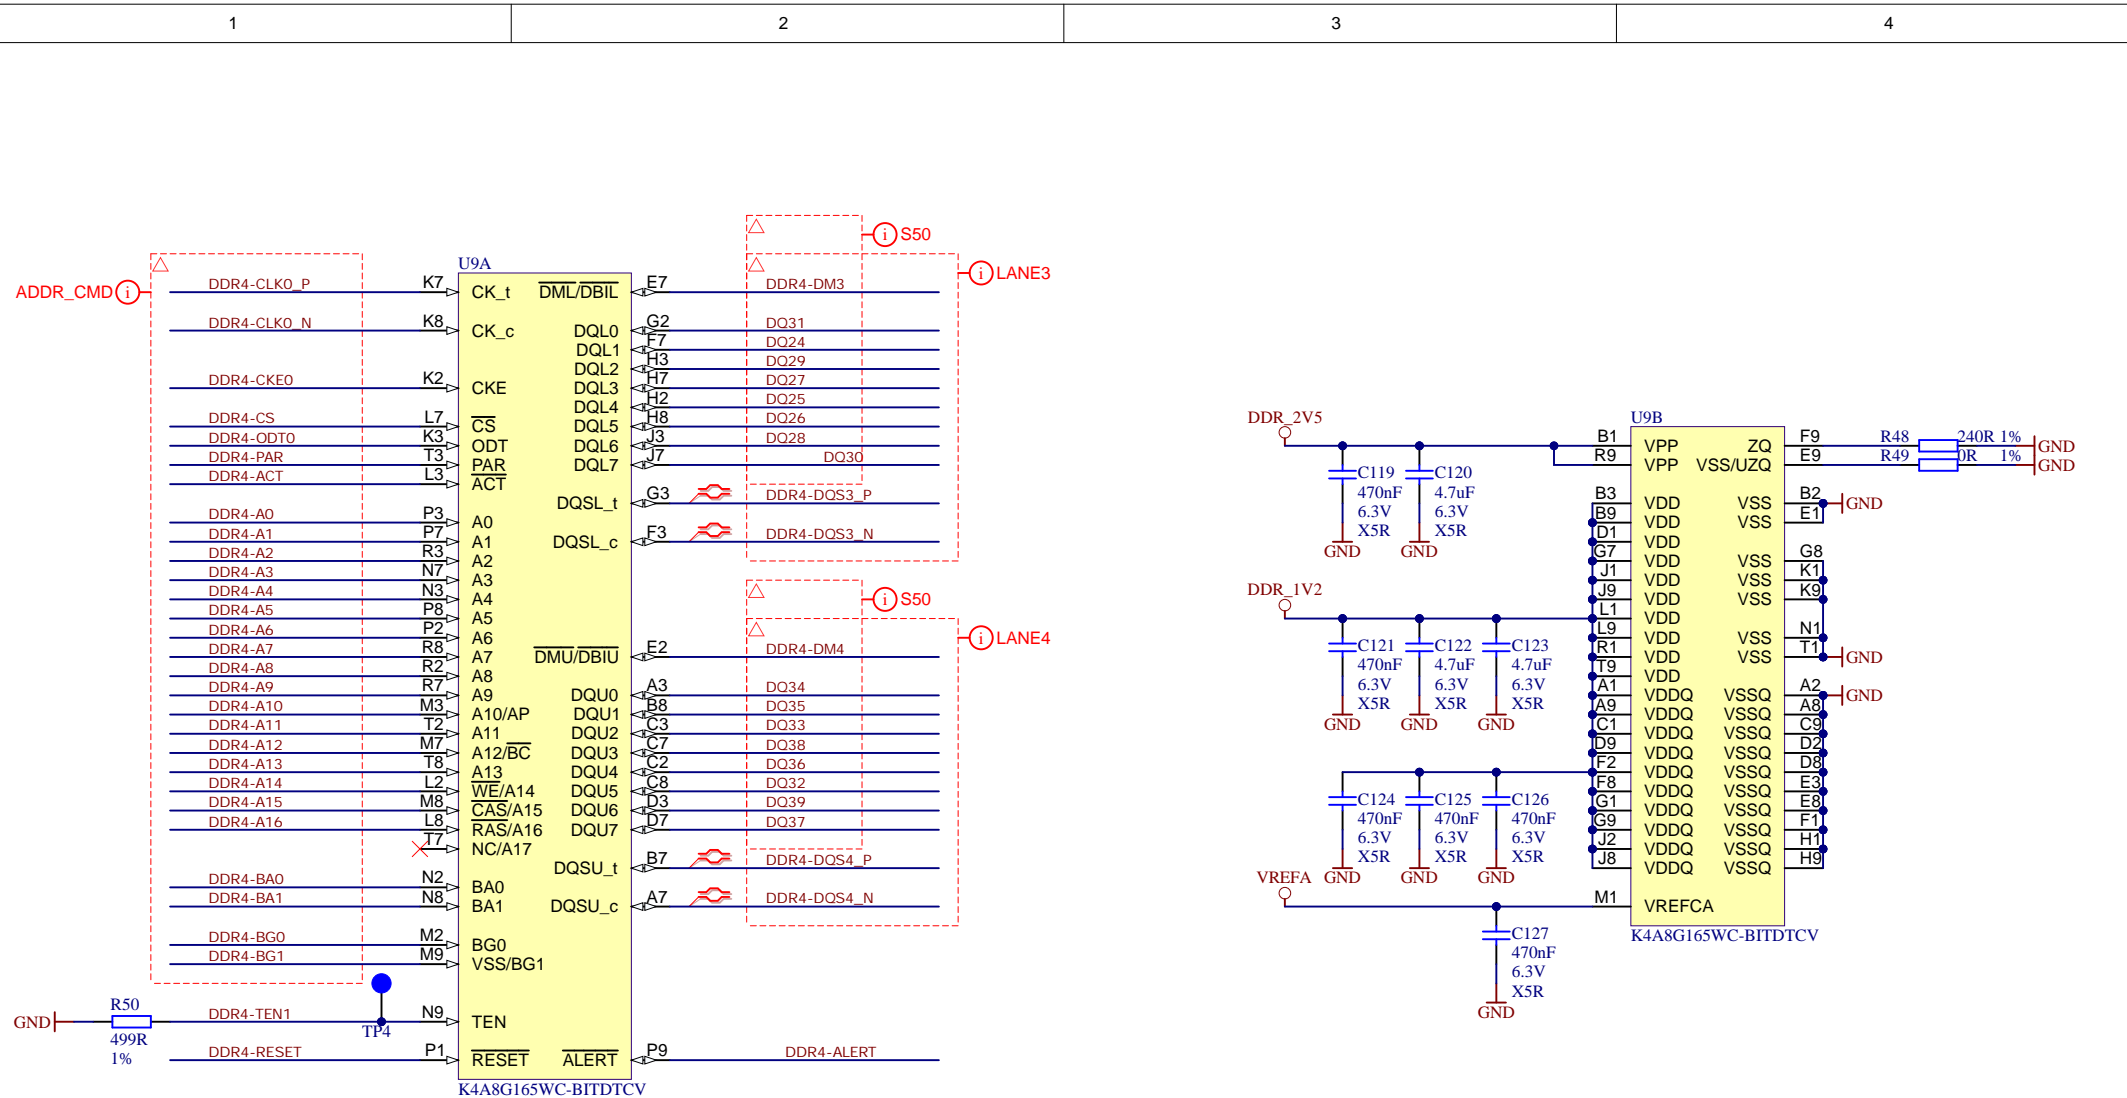 1 2 3 4
S50
LANE3
ADDR_CMD
U9A
DDR4-CLK0_P K7 CK_t DML/DBIL E7 DDR4-DM3
DDR4-CLK0_N K8 CK_c DQL0 G2 DQ31
DQL1 F7 DQ24
DQL2 H3 DQ29
DDR4-CKE0 K2 CKE DQL3 H7 DQ27
DQL4 H2 DQ25
DDR4-CS L7 CS DQL5 H8 DQ26
DDR4-ODT0 K3 ODT DQL6 J3 DQ28
DDR4-PAR T3 PAR DQL7 J7 DQ30
DDR4-ACT L3 ACT
DQSL_t G3 DDR4-DQS3_P
DDR4-A0 P3 A0
DDR4-A1 P7 A1 DQSL_c F3 DDR4-DQS3_N
DDR4-A2 R3 A2
DDR4-A3 N7 A3
DDR4-A4 N3 A4
S50
DDR4-A5 P8 A5
DDR4-A6 P2 A6
LANE4
DDR4-A7 R8 A7 DMU/DBIU E2 DDR4-DM4
DDR4-A8 R2 A8
DDR4-A9 R7 A9 DQU0 A3 DQ34
DDR4-A10 M3 A10/AP DQU1 B8 DQ35
DDR4-A11 T2 A11 DQU2 C3 DQ33
DDR4-A12 M7 A12/BC DQU3 C7 DQ38
DDR4-A13 T8 A13 DQU4 C2 DQ36
DDR4-A14 L2 WE/A14 DQU5 C8 DQ32
DDR4-A15 M8 CAS/A15 DQU6 D3 DQ39
DDR4-A16 L8 RAS/A16 DQU7 D7 DQ37
T7 NC/A17
DQSU_t B7 DDR4-DQS4_P
DDR4-BA0 N2 BA0
DDR4-BA1 N8 BA1 DQSU_c A7 DDR4-DQS4_N
DDR4-BG0 M2 BG0
DDR4-BG1 M9 VSS/BG1
R50
GND DDR4-TEN1 N9 TEN
499R
TP4
1%
DDR4-RESET P1 RESET ALERT P9 DDR4-ALERT
K4A8G165WC-BITDTCV
U9B
DDR_2V5
B1 VPP ZQ F9 R48 240R 1% GND
R9 VPP VSS/UZQ E9 R49 0R 1% GND
C119 C120
470nF 4.7uF
6.3V 6.3V
X5R X5R
GND GND
B3 VDD VSS B2 GND
B9 VDD VSS E1
D1 VDD
G7 VDD VSS G8
J1 VDD VSS K1
J9 VDD VSS K9
DDR_1V2
L1 VDD
L9 VDD VSS N1
R1 VDD VSS T1 GND
T9 VDD
C121 C122 C123
470nF 4.7uF 4.7uF
6.3V 6.3V 6.3V
X5R X5R X5R
GND GND GND
A1 VDDQ VSSQ A2 GND
A9 VDDQ VSSQ A8
C1 VDDQ VSSQ C9
D9 VDDQ VSSQ D2
F2 VDDQ VSSQ D8
F8 VDDQ VSSQ E3
G1 VDDQ VSSQ E8
G9 VDDQ VSSQ F1
J2 VDDQ VSSQ H1
J8 VDDQ VSSQ H9
C124 C125 C126
470nF 470nF 470nF
6.3V 6.3V 6.3V
X5R X5R X5R
VREFA GND GND GND
M1 VREFCA
K4A8G165WC-BITDTCV
C127
470nF
6.3V
X5R
GND